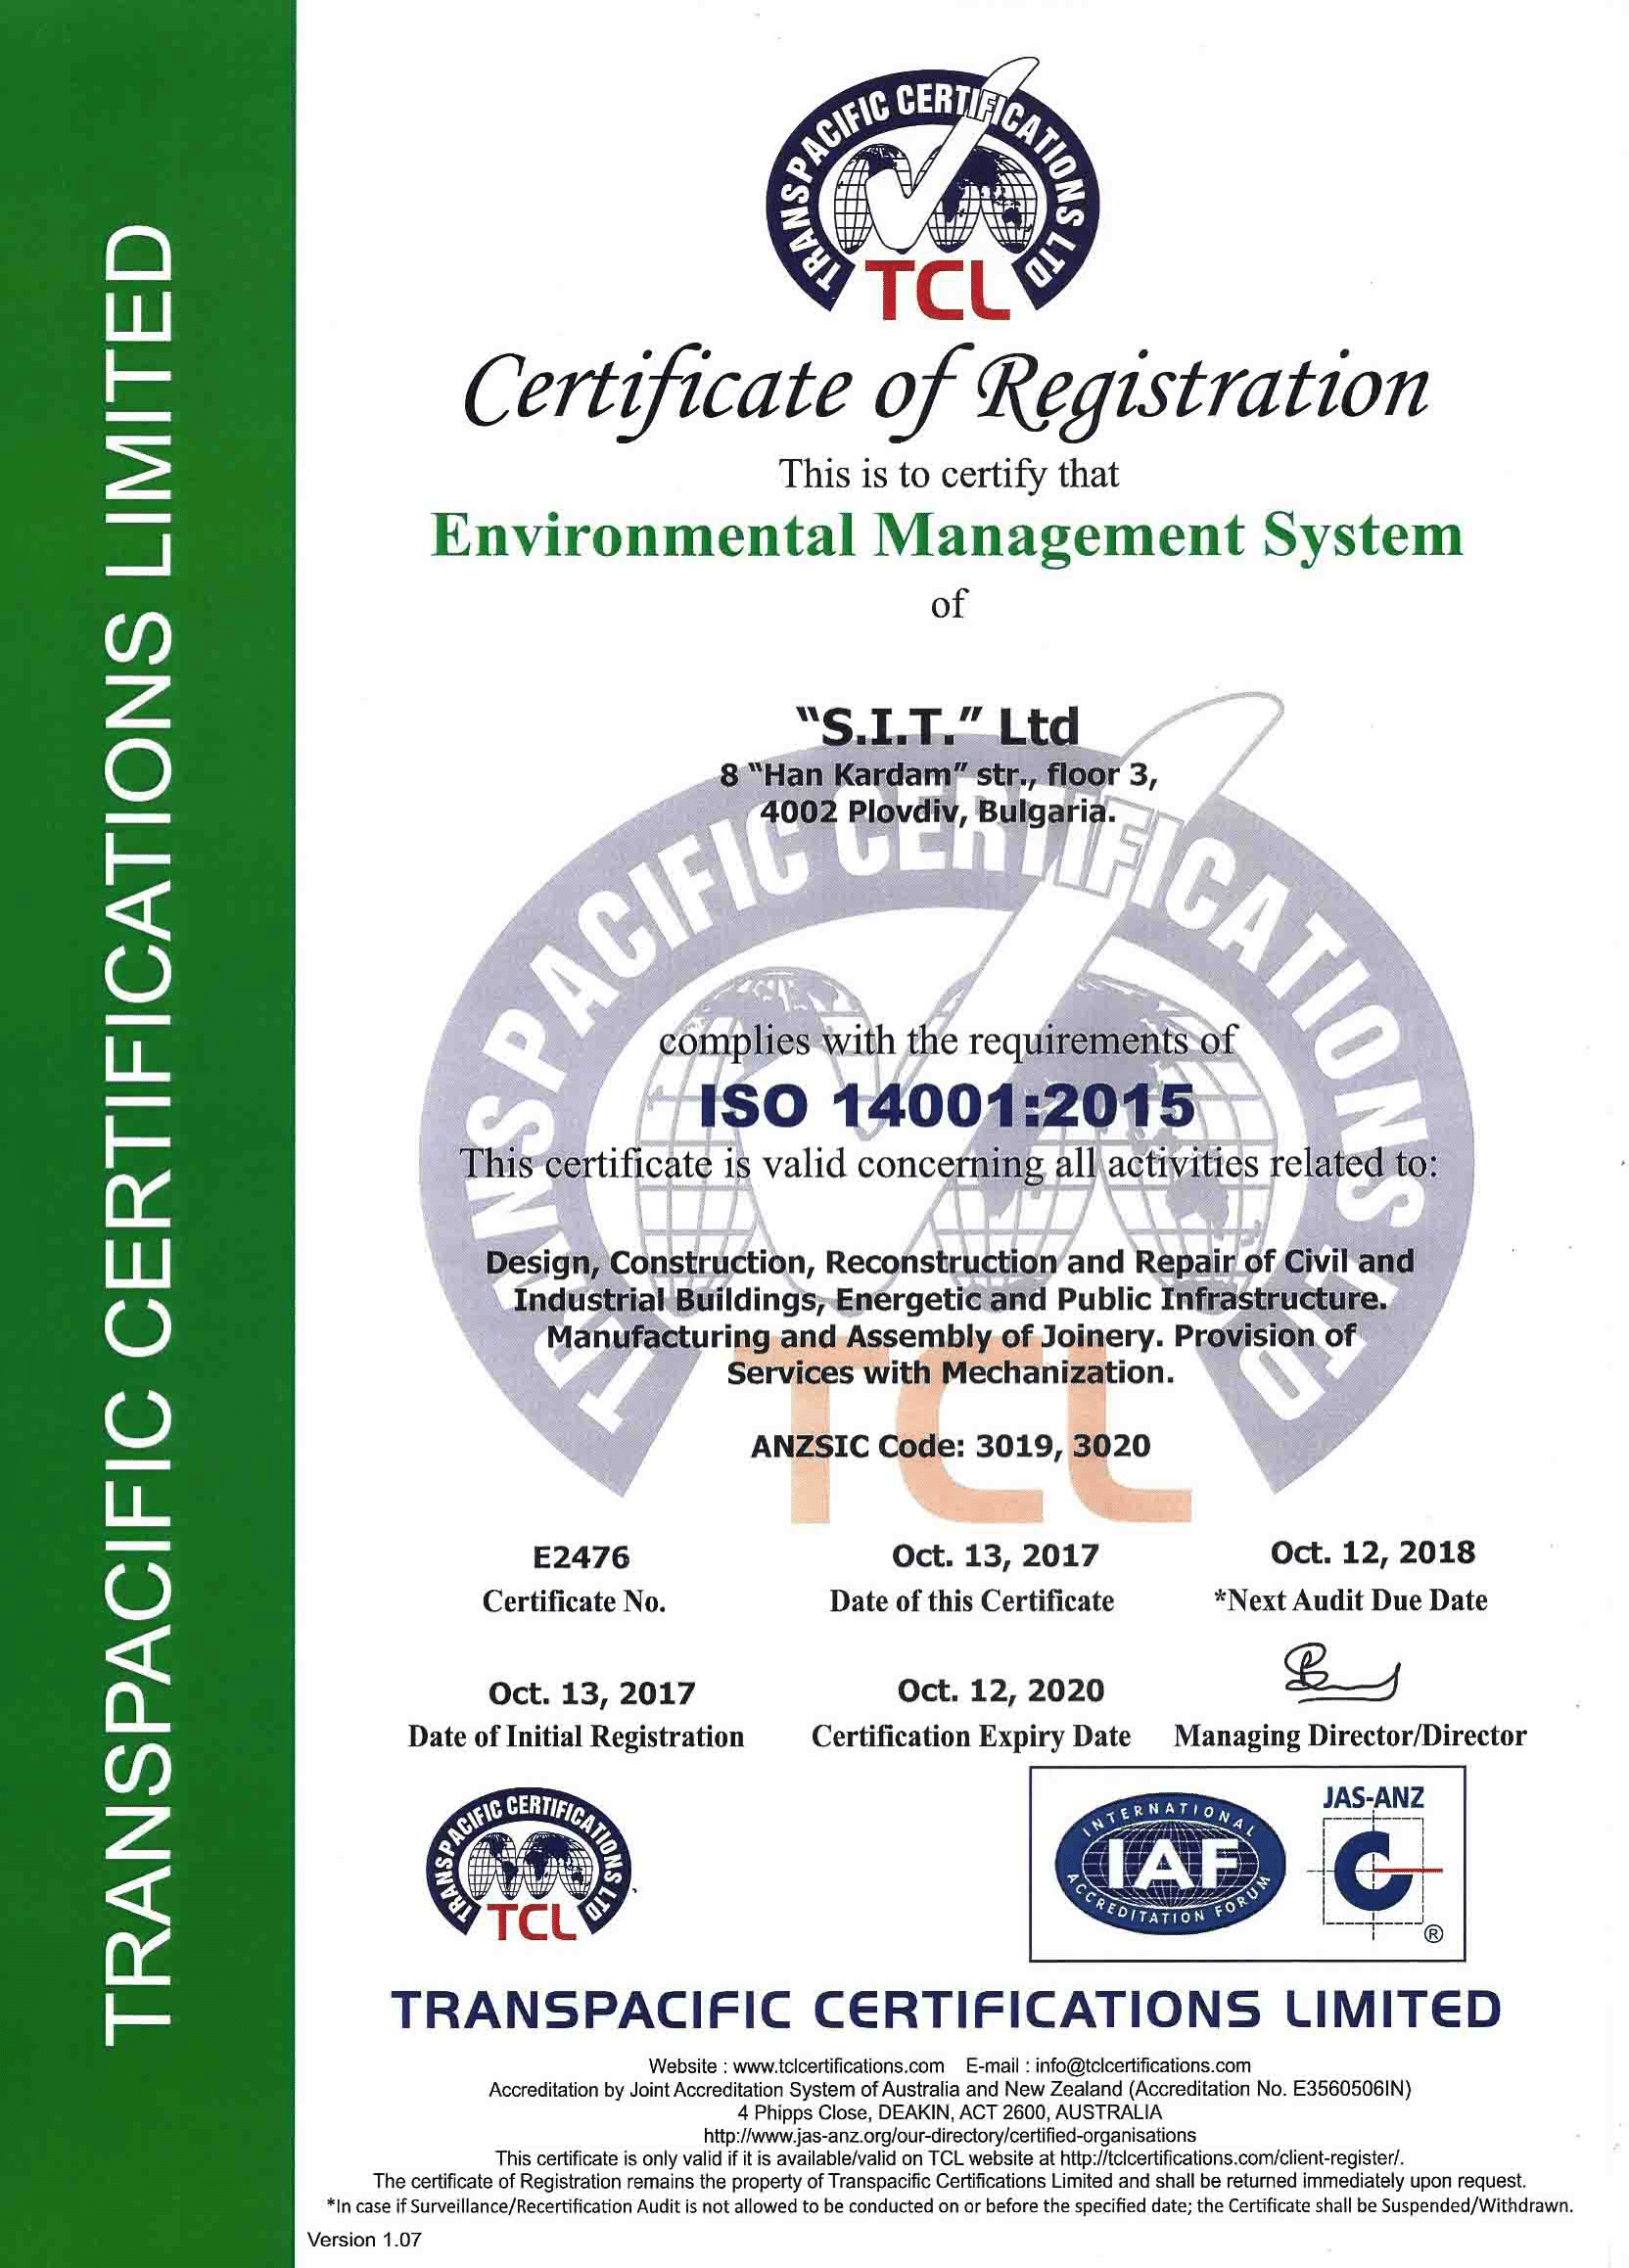 TRANSPACIFIC CERTIFICATIONS LIMITED
TRANSPACIFIC CERTIFICATIONS LTD
TCL
Certificate of Registration
This is to certify that
Environmental Management System
of
"S.I.T." Ltd
8 "Han Kardam" str., floor 3,
4002 Plovdiv, Bulgaria.
TRANSPACIFIC CERTIFICATIONS LTD
complies with the requirements of
ISO 14001:2015
This certificate is valid concerning all activities related to:
Design, Construction, Reconstruction and Repair of Civil and
Industrial Buildings, Energetic and Public Infrastructure.
Manufacturing and Assembly of Joinery. Provision of
Services with Mechanization.
TCL
ANZSIC Code: 3019, 3020
E2476 Oct. 13, 2017 Oct. 12, 2018
Certificate No. Date of this Certificate *Next Audit Due Date
Oct. 13, 2017 Oct. 12, 2020
Date of Initial Registration Certification Expiry Date Managing Director/Director
TRANSPACIFIC CERTIFICATIONS LTD
TCL
INTERNATIONAL
IAF
ACCREDITATION FORUM
JAS-ANZ
®
TRANSPACIFIC CERTIFICATIONS LIMITED
Website : www.tclcertifications.com E-mail : info@tclcertifications.com
Accreditation by Joint Accreditation System of Australia and New Zealand (Accreditation No. E3560506IN)
4 Phipps Close, DEAKIN, ACT 2600, AUSTRALIA
http://www.jas-anz.org/our-directory/certified-organisations
This certificate is only valid if it is available/valid on TCL website at http://tclcertifications.com/client-register/.
The certificate of Registration remains the property of Transpacific Certifications Limited and shall be returned immediately upon request.
*In case if Surveillance/Recertification Audit is not allowed to be conducted on or before the specified date; the Certificate shall be Suspended/Withdrawn.
Version 1.07